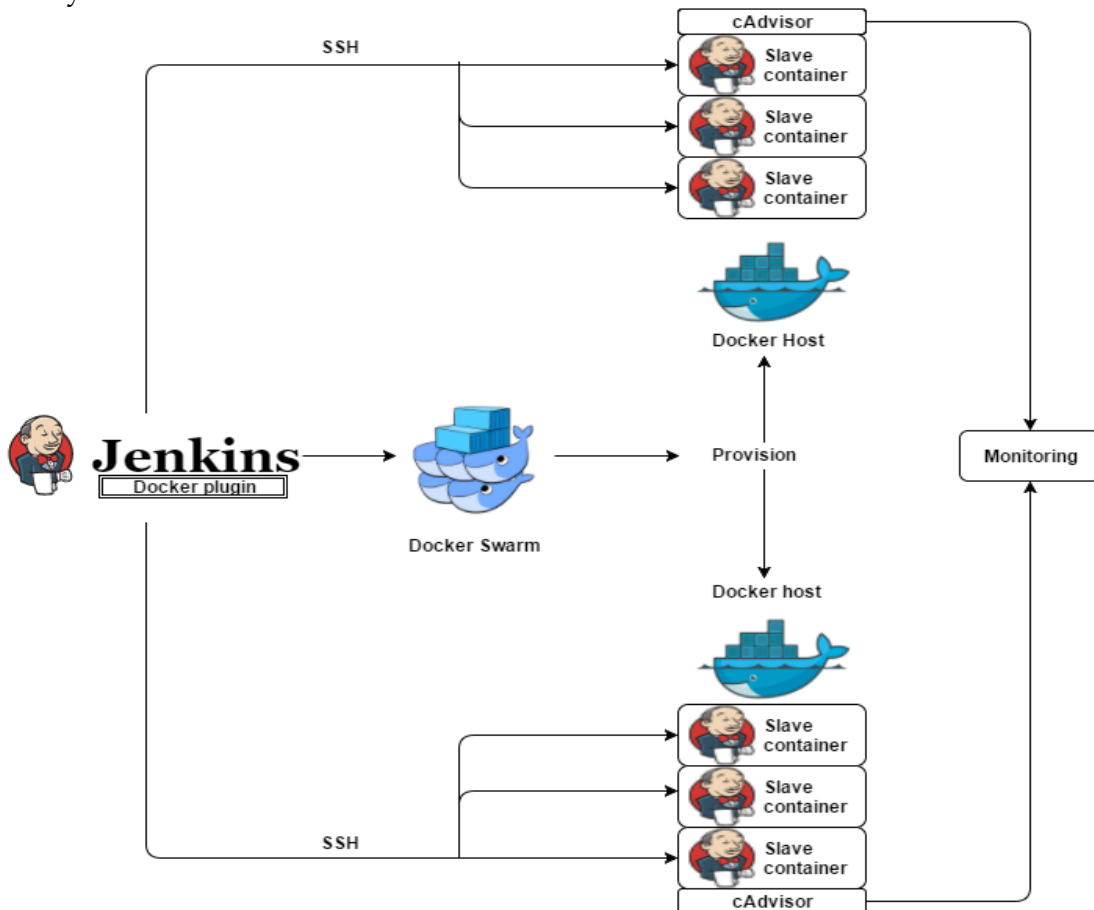 cAdvisor
SSH
Slave
container
Slave
container
Slave
container
Docker Host
Jenkins
Docker plugin
Provision
Monitoring
Docker Swarm
Docker host
Slave
container
Slave
container
SSH
Slave
container
cAdvisor